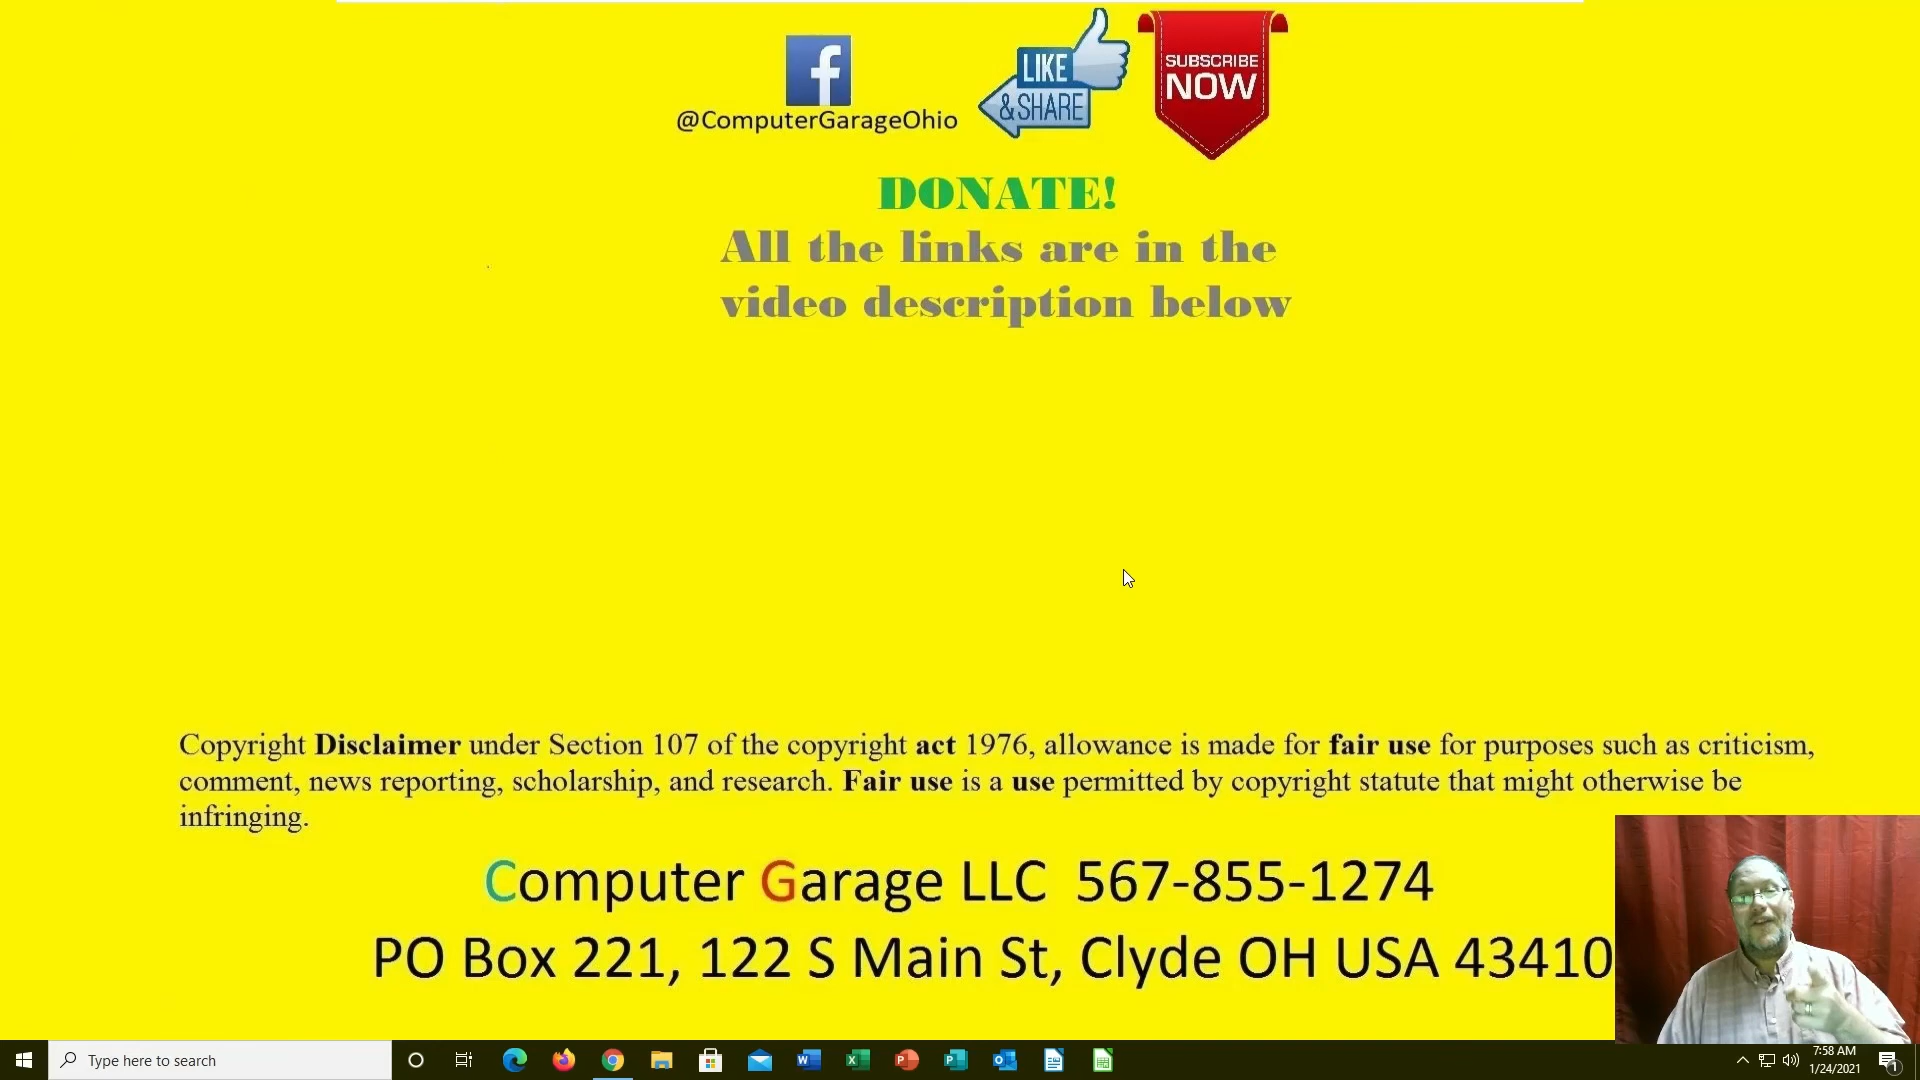 f
@ComputerGarageOhio
LIKE
& SHARE
SUBSCRIBE
NOW
DONATE!
All the links are in the
video description below
Copyright Disclaimer under Section 107 of the copyright act 1976, allowance is made for fair use for purposes such as criticism,
comment, news reporting, scholarship, and research. Fair use is a use permitted by copyright statute that might otherwise be
infringing.
Computer Garage LLC 567-855-1274
PO Box 221, 122 S Main St, Clyde OH USA 43410
Type here to search
7:58 AM
1/24/2021
1